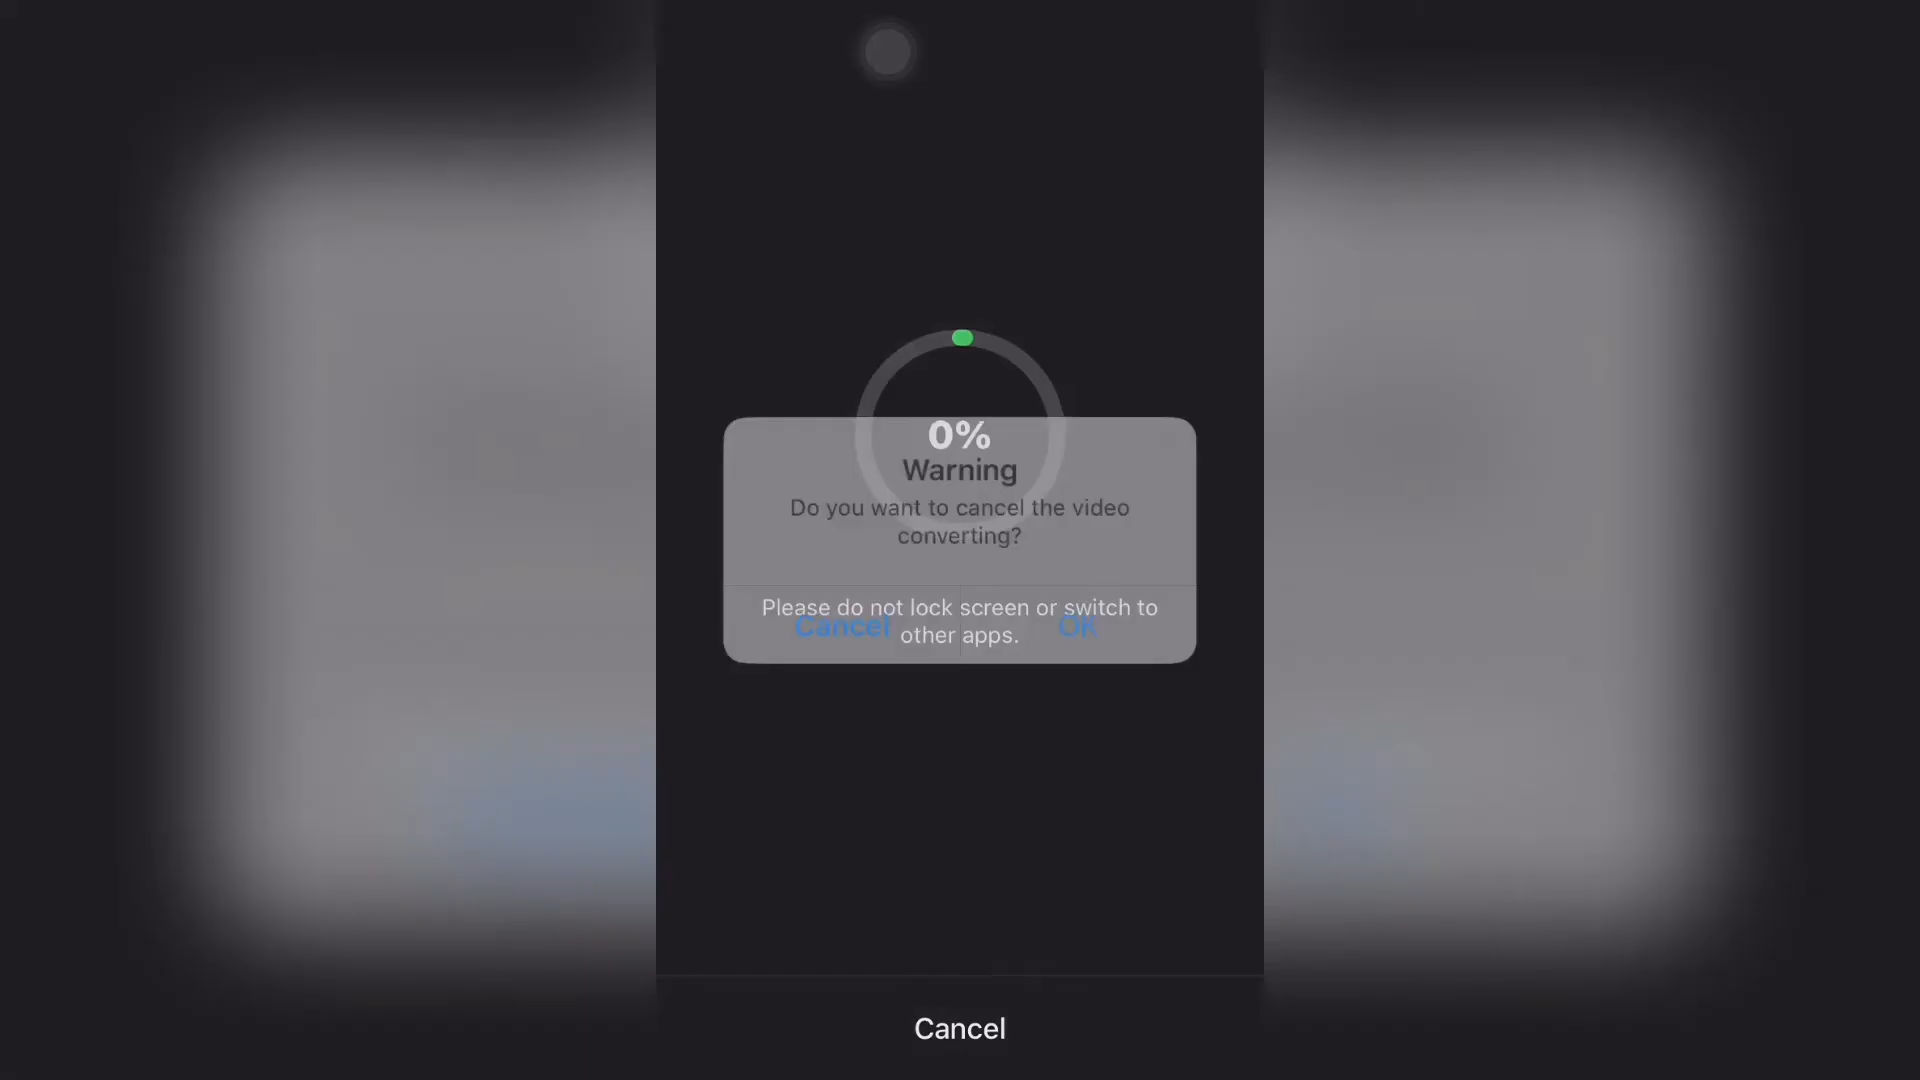 0%
Warning
Do you want to cancel the video
converting?
Please do not lock screen or switch to
other apps.
Cancel
OK
Cancel